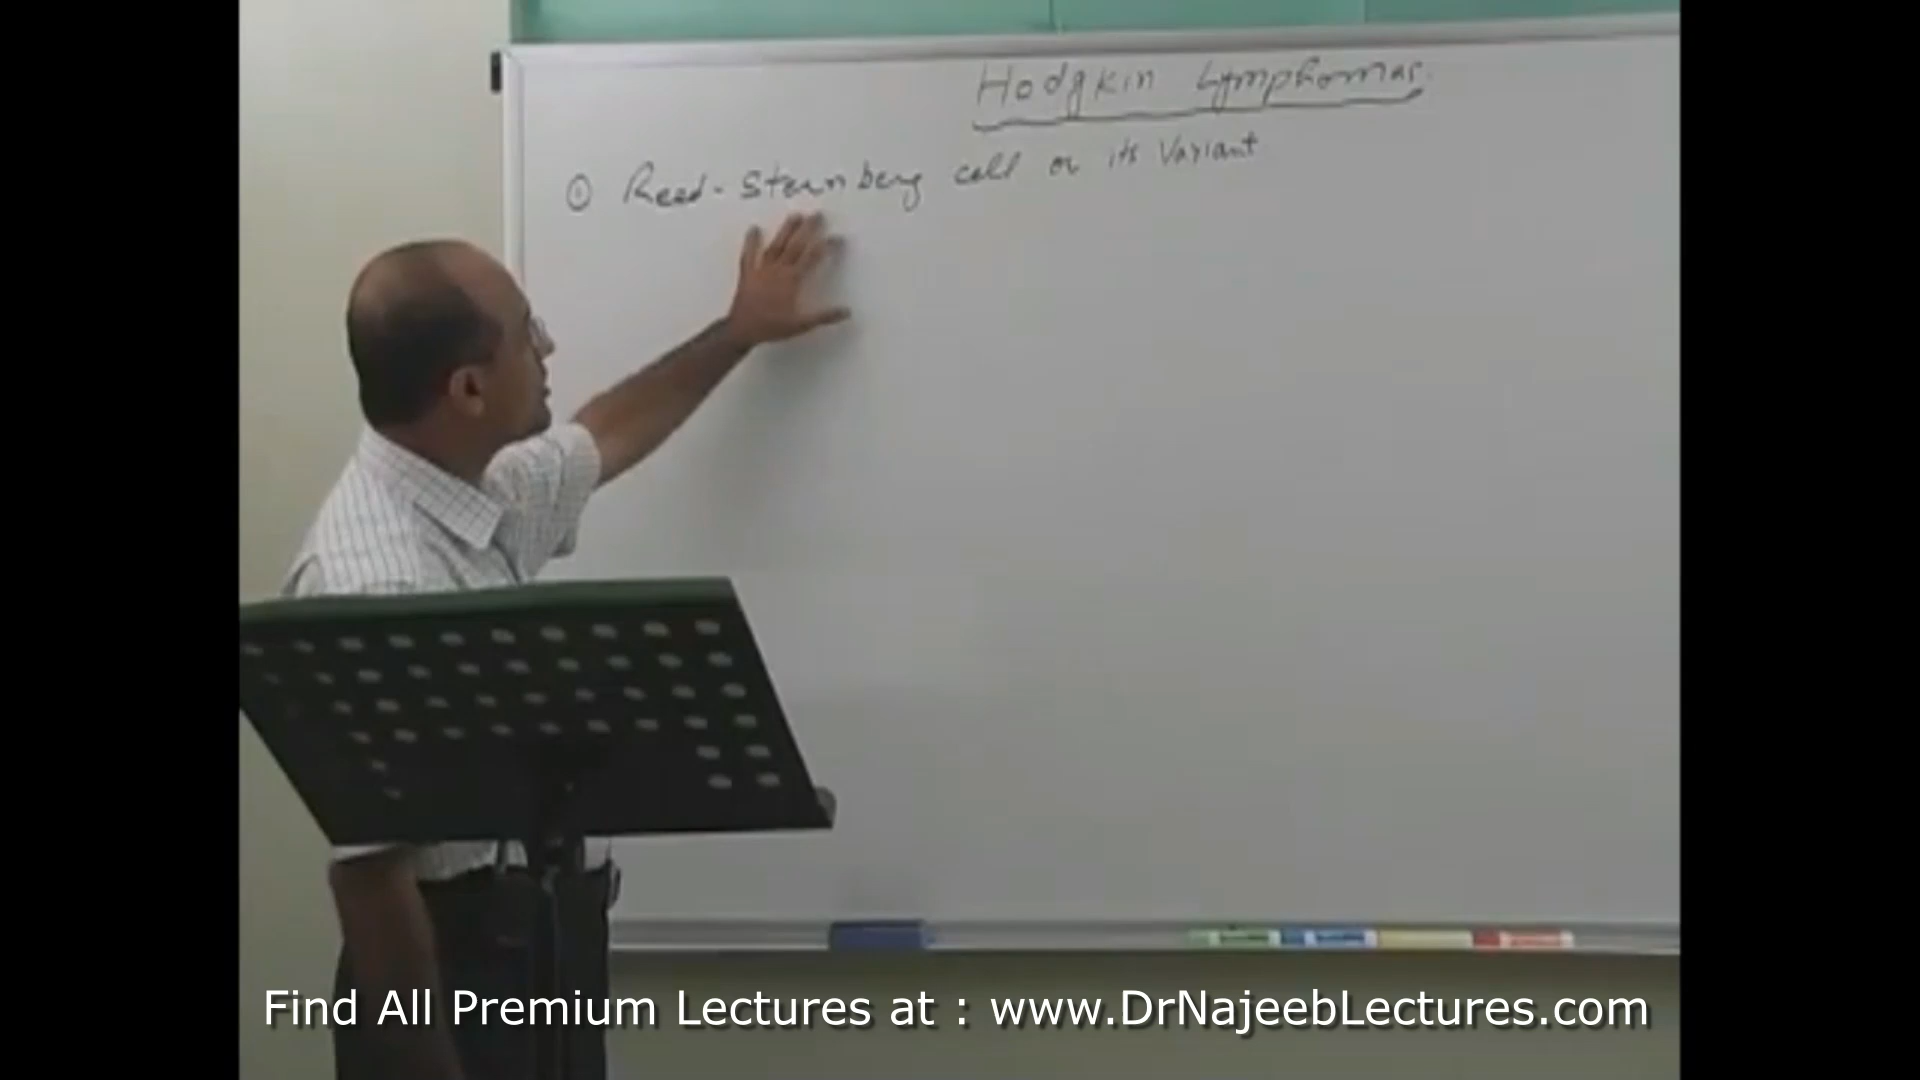 Hodgkin Lymphomas.
① Reed-Sternberg cell or its Variant
Find All Premium Lectures at : www.DrNajeebLectures.com